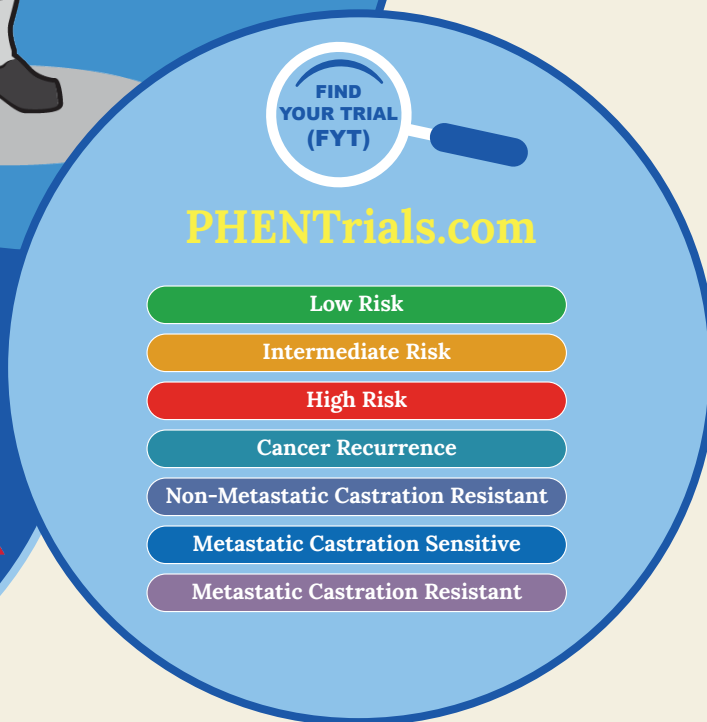 FIND
YOUR TRIAL
(FYT)
PHENTrials.com
Low Risk
Intermediate Risk
High Risk
Cancer Recurrence
Non-Metastatic Castration Resistant
Metastatic Castration Sensitive
Metastatic Castration Resistant